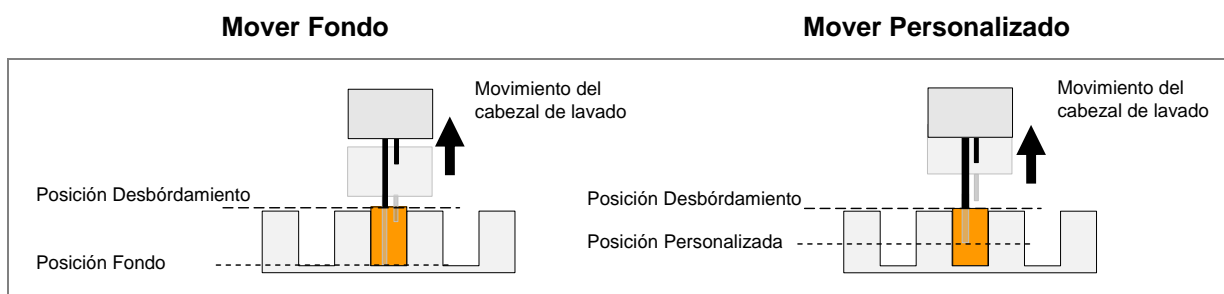 Mover Fondo
Mover Personalizado
Movimiento del
cabezal de lavado
Posición Desbórdamiento
Posición Fondo
Movimiento del
cabezal de lavado
Posición Desbórdamiento
Posición Personalizada